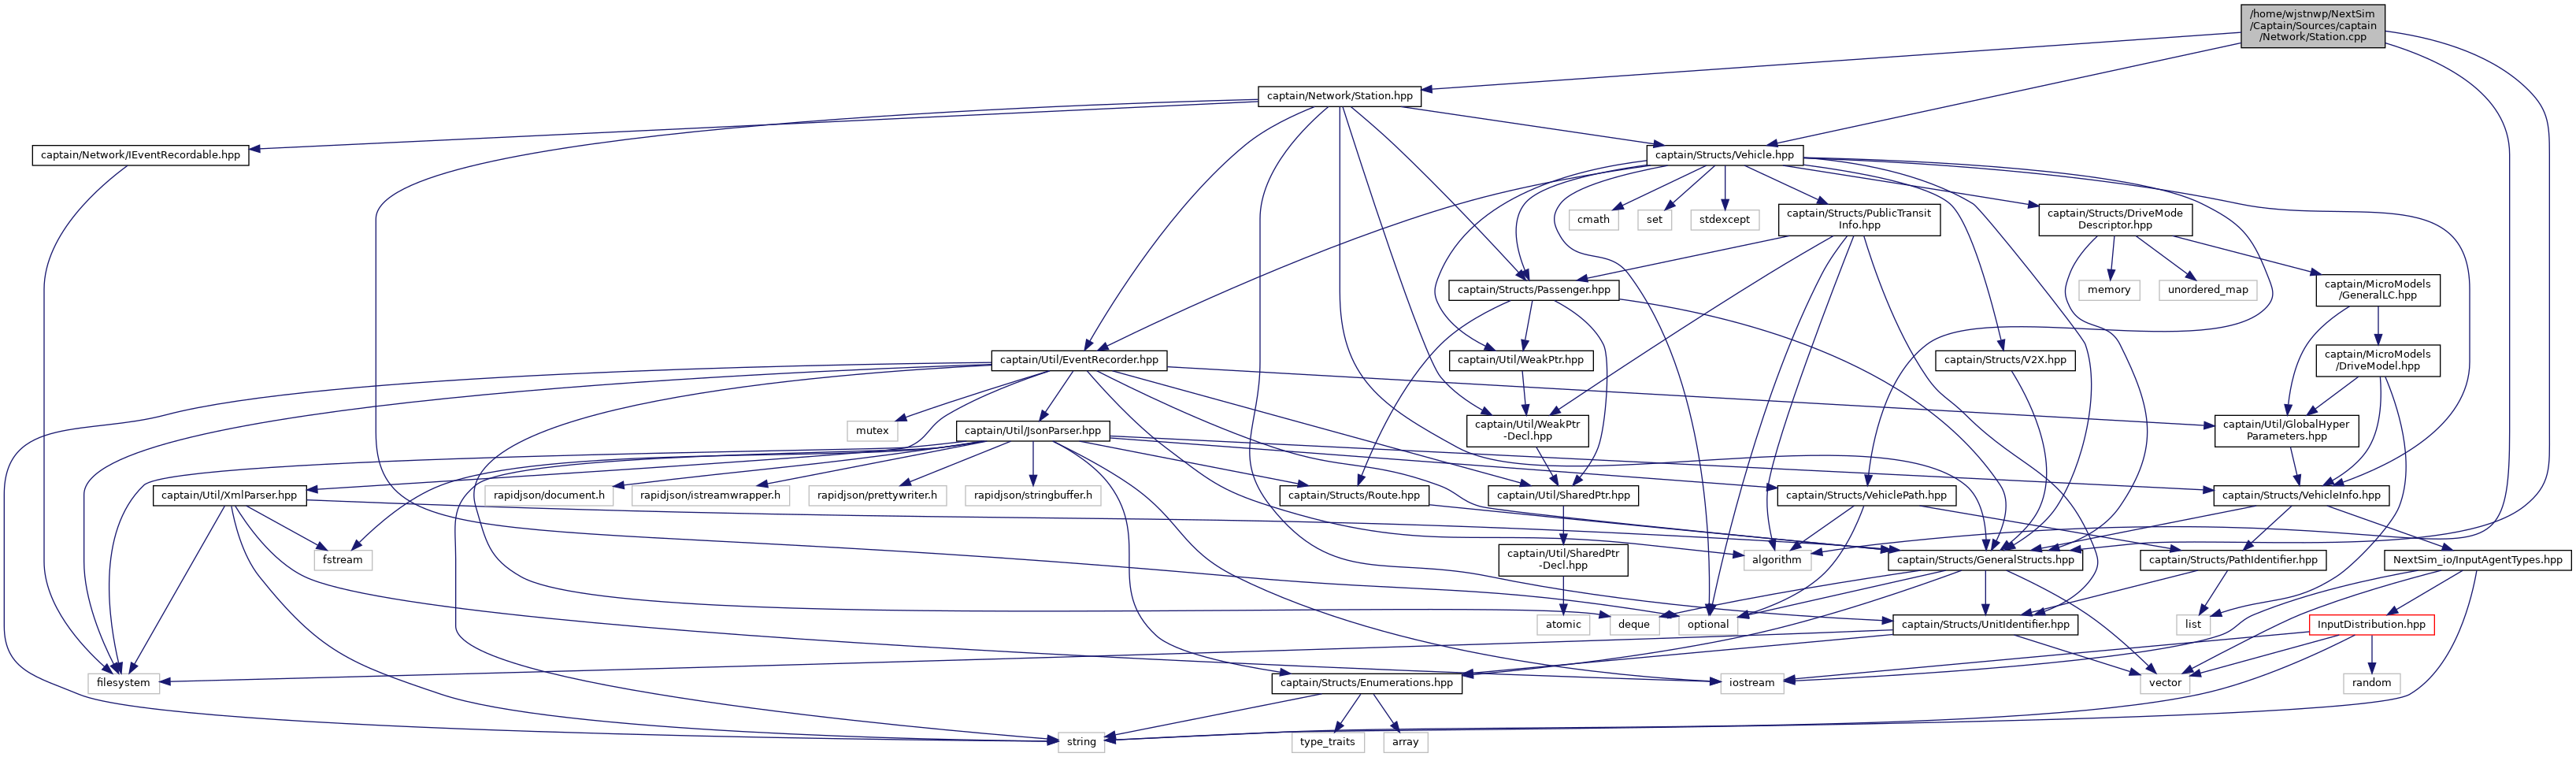 /home/wjstnwp/NextSim
/Captain/Sources/captain
/Network/Station.cpp
captain/Network/Station.hpp
captain/Network/IEventRecordable.hpp
captain/Structs/Vehicle.hpp
cmath
set
stdexcept
captain/Structs/PublicTransit
Info.hpp
captain/Structs/DriveMode
Descriptor.hpp
captain/Structs/Passenger.hpp
memory
unordered_map
captain/MicroModels
/GeneralLC.hpp
captain/Util/EventRecorder.hpp
captain/Util/WeakPtr.hpp
captain/Structs/V2X.hpp
captain/MicroModels
/DriveModel.hpp
mutex
captain/Util/JsonParser.hpp
captain/Util/WeakPtr
-Decl.hpp
captain/Util/GlobalHyper
Parameters.hpp
captain/Util/XmlParser.hpp
rapidjson/document.h
rapidjson/istreamwrapper.h
rapidjson/prettywriter.h
rapidjson/stringbuffer.h
captain/Structs/Route.hpp
captain/Util/SharedPtr.hpp
captain/Structs/VehiclePath.hpp
captain/Structs/VehicleInfo.hpp
fstream
captain/Util/SharedPtr
-Decl.hpp
algorithm
captain/Structs/GeneralStructs.hpp
captain/Structs/PathIdentifier.hpp
NextSim_io/InputAgentTypes.hpp
atomic
deque
optional
captain/Structs/UnitIdentifier.hpp
list
InputDistribution.hpp
filesystem
captain/Structs/Enumerations.hpp
iostream
vector
random
string
type_traits
array